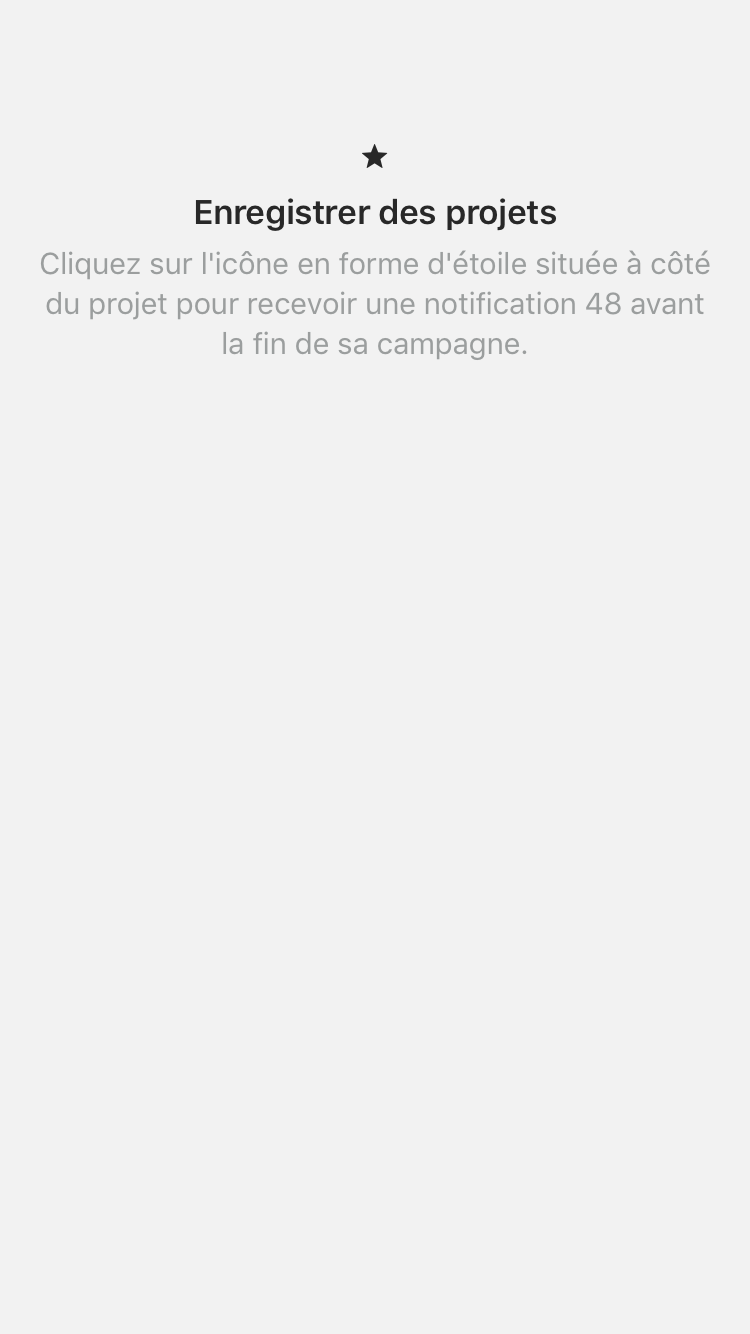 Enregistrer des projets
Cliquez sur l'icône en forme d'étoile située à côté
du projet pour recevoir une notification 48 avant
la fin de sa campagne.